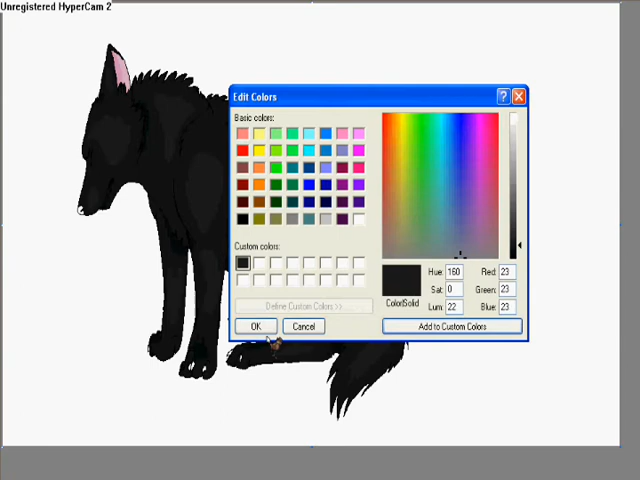 Unregistered HyperCam 2
Edit Colors
?
Basic colors:
Custom colors:
Define Custom Colors >>
OK
Cancel
Color|Solid
Hue: 160
Sat: 0
Lum: 22
Red: 23
Green: 23
Blue: 23
Add to Custom Colors